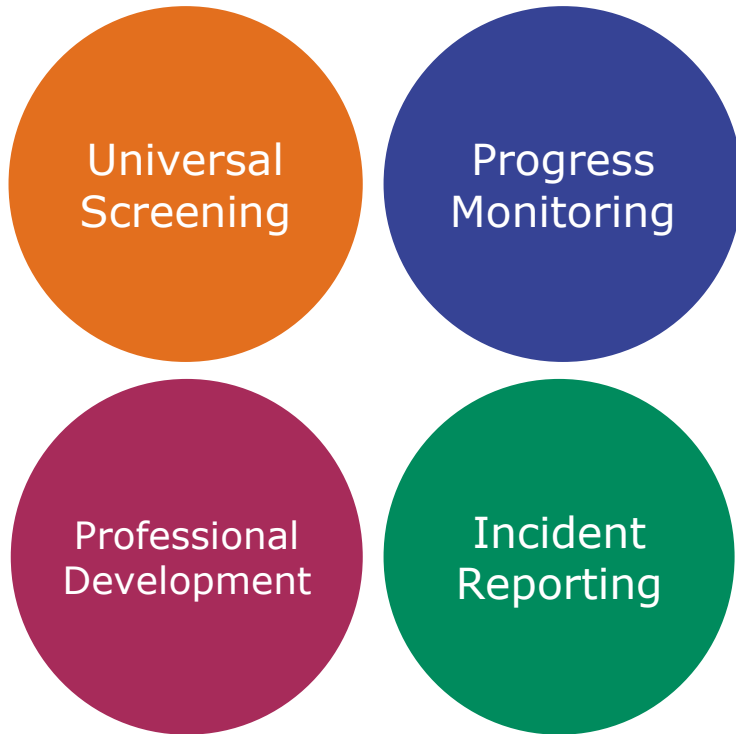 Universal
Screening
Progress
Monitoring
Professional
Development
Incident
Reporting